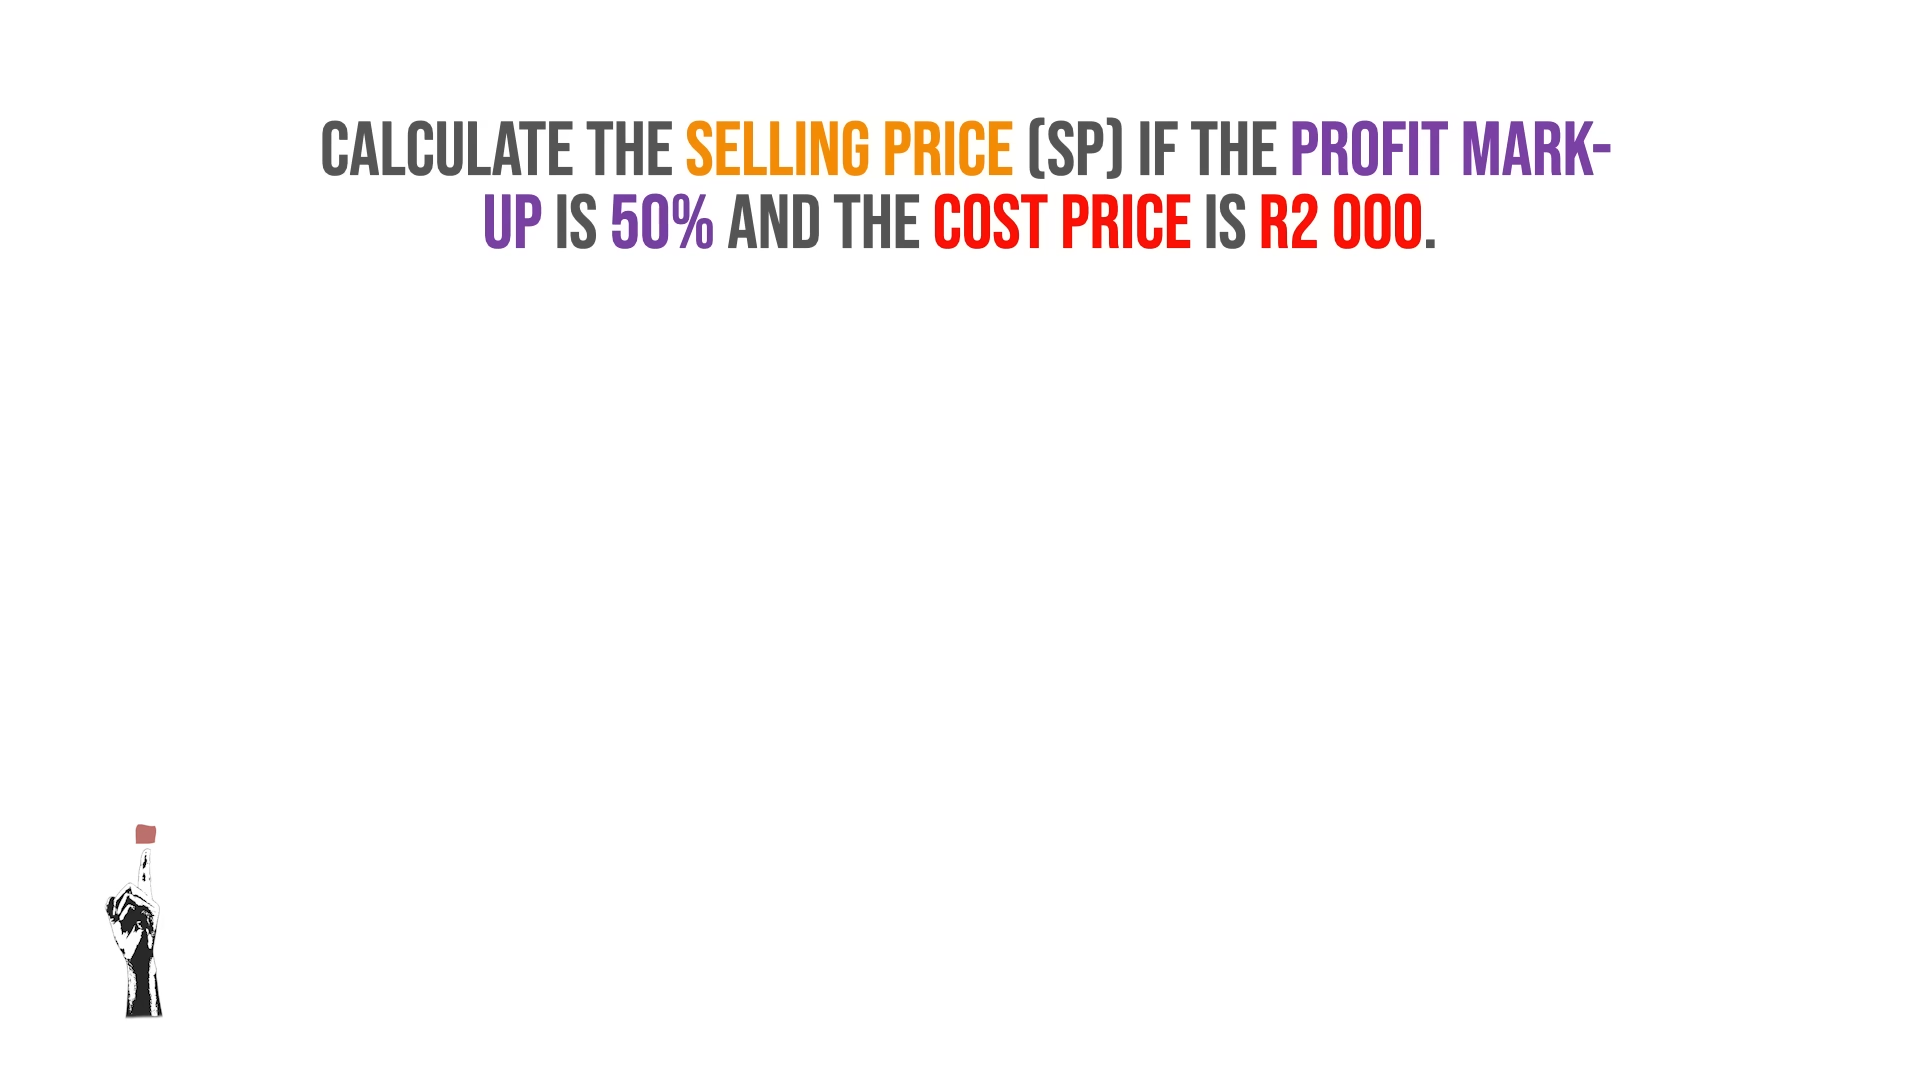 CALCULATE THE SELLING PRICE (SP) IF THE PROFIT MARK-
UP IS 50% AND THE COST PRICE IS R2 000.